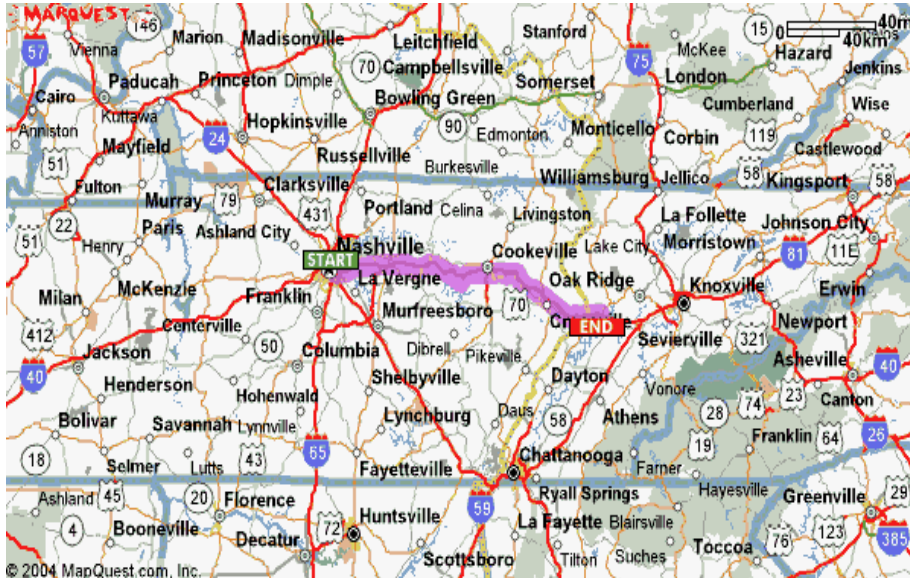 MARQUEST
146
15
40m
0
40km
57
Vienna
Marion
Madisonville
Leitchfield
Stanford
75
McKee
Hazard
Jenkins
70
Campbellsville
Paducah
Princeton
Dimple
Somerset
London
Cairo
Kuttawa
Bowling Green
Cumberland
Wise
Anniston
24
Hopkinsville
90
Edmonton
Monticello
Corbin
119
Castlewood
51
Mayfield
Russellville
Burkesville
Williamsburg
Jellico
58
Kingsport
58
Fulton
Clarksville
Murray
79
431
Portland
Celina
Livingston
La Follette
Johnson City
22
51
Paris
Henry
Ashland City
Nashville
Lake City
Morristown
11E
81
START
Cookeville
Oak Ridge
Milan
McKenzie
La Vergne
Knoxville
Erwin
Franklin
Murfreesboro
70
END
412
Centerville
Sevierville
321
Newport
50
Columbia
Dibrell
Pikeville
Asheville
Jackson
40
Henderson
Hohenwald
Shelbyville
Dayton
Vonore
40
Canton
23
74
Bolivar
Savannah
Lynnville
Lynchburg
Daus
58
Athens
28
Franklin
64
26
19
18
Selmer
Lutts
43
65
Fayetteville
Chattanooga
Farner
Hayesville
Ashland
45
20
Florence
Ryall Springs
Greenville
29
59
4
Booneville
72
Huntsville
La Fayette
Blairsville
Decatur
Scottsboro
Tilton
Suches
Toccoa
76
123
385
© 2004 MapQuest.com, Inc.